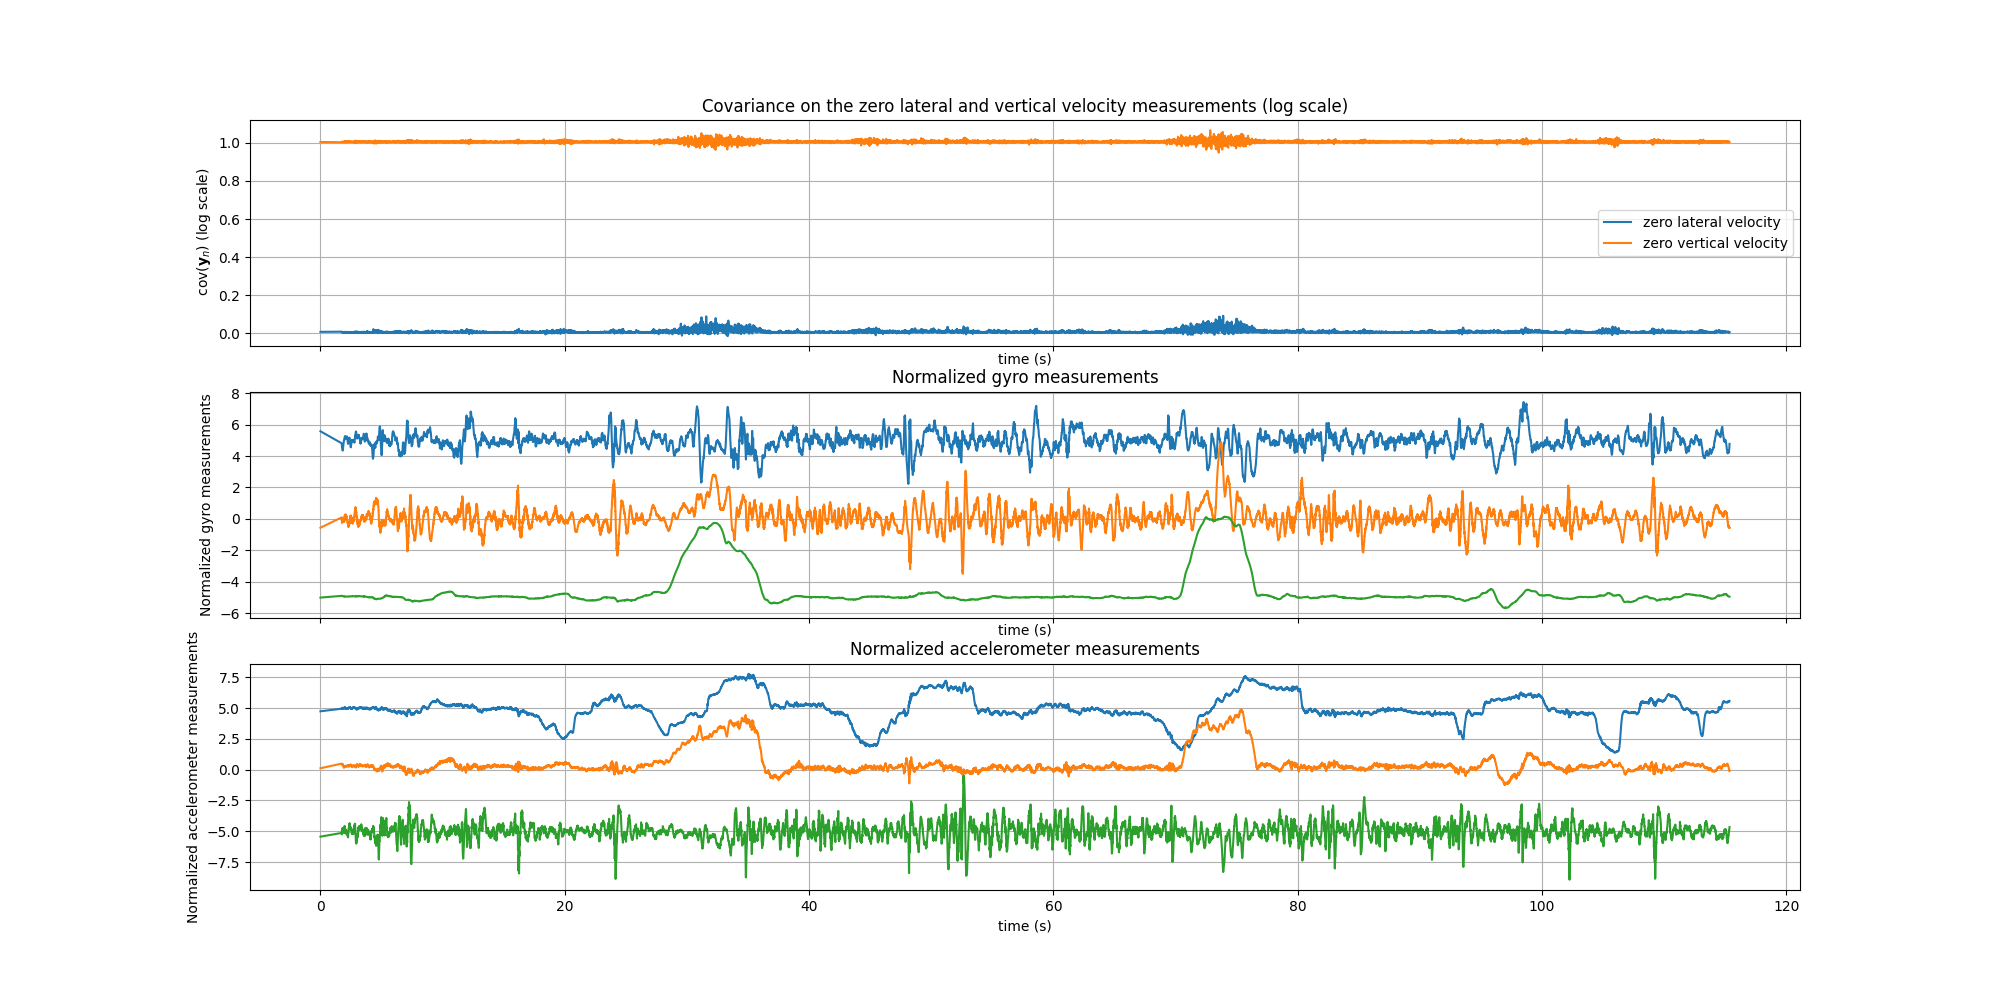 Covariance on the zero lateral and vertical velocity measurements (log scale)
cov(yₙ) (log scale)
1.0
0.8
0.6
0.4
0.2
0.0
zero lateral velocity
zero vertical velocity
time (s)
Normalized gyro measurements
Normalized gyro measurements
8
6
4
2
0
−2
−4
−6
time (s)
Normalized accelerometer measurements
Normalized accelerometer measurements
7.5
5.0
2.5
0.0
−2.5
−5.0
−7.5
0 20 40 60 80 100 120
time (s)